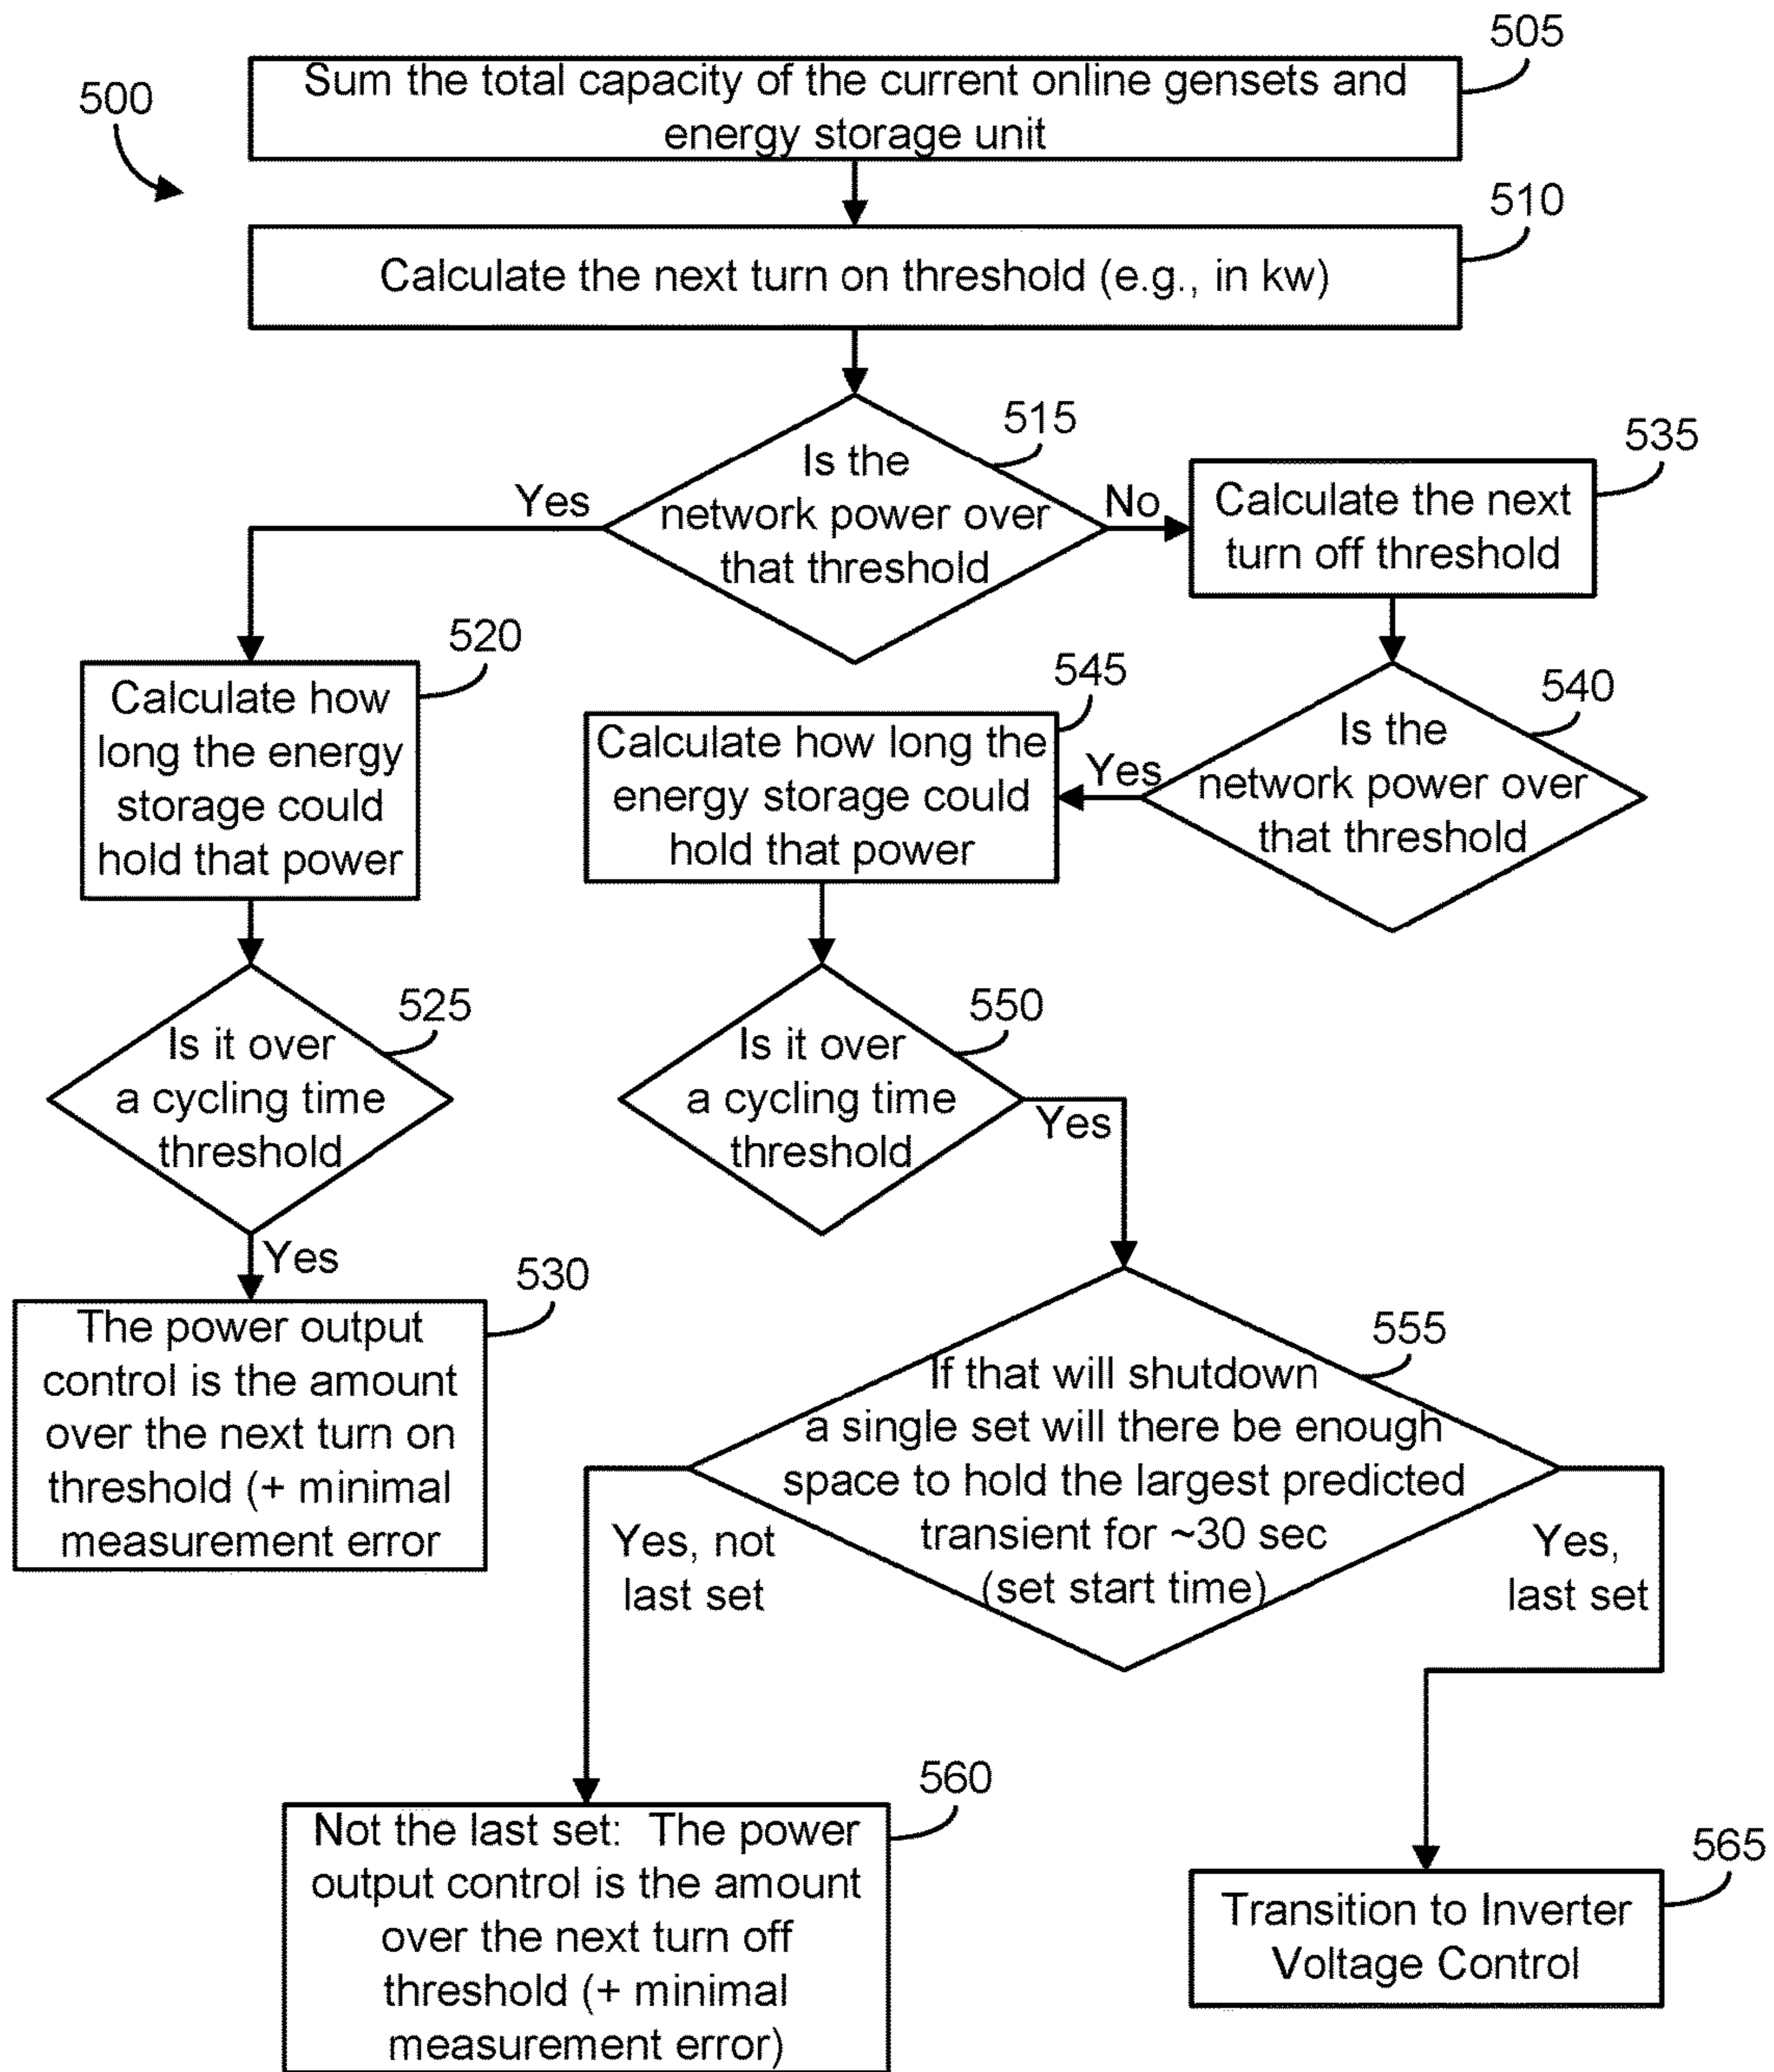 505
Sum the total capacity of the current online gensets and
energy storage unit
500
510
Calculate the next turn on threshold (e.g., in kw)
515
Is the
network power over
that threshold
Yes
No
535
Calculate the next
turn off threshold
520
Calculate how
long the energy
storage could
hold that power
545
Calculate how long the
energy storage could
hold that power
Yes
540
Is the
network power over
that threshold
525
Is it over
a cycling time
threshold
Yes
550
Is it over
a cycling time
threshold
Yes
530
The power output
control is the amount
over the next turn on
threshold (+ minimal
measurement error
555
If that will shutdown
a single set will there be enough
space to hold the largest predicted
transient for ~30 sec
(set start time)
Yes, not
last set
Yes,
last set
560
Not the last set:  The power
output control is the amount
over the next turn off
threshold (+ minimal
measurement error)
565
Transition to Inverter
Voltage Control